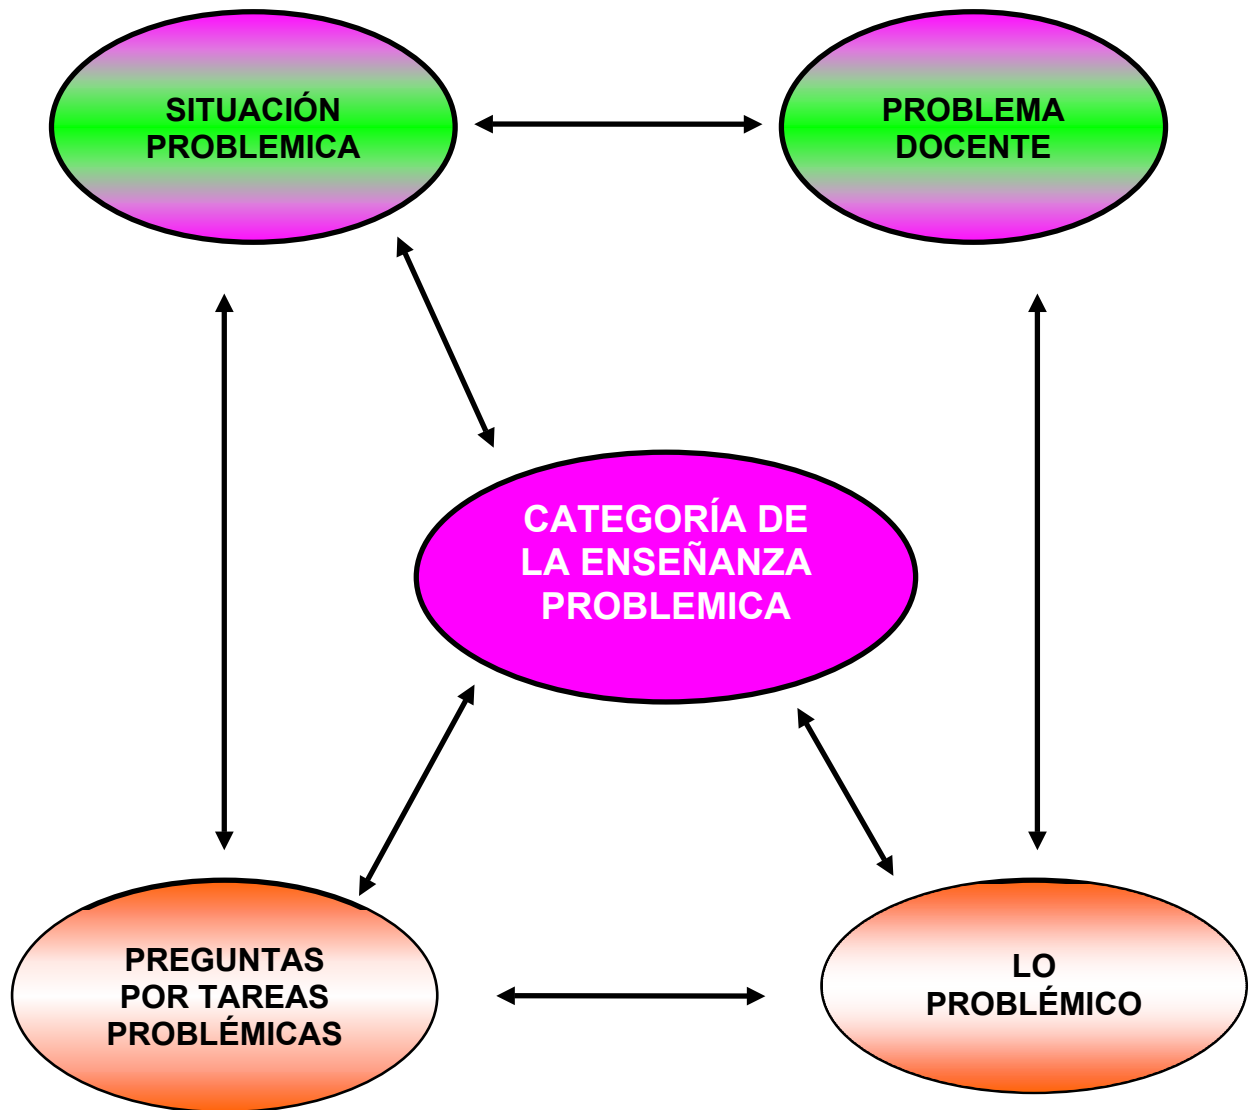 SITUACIÓN
PROBLEMICA
PROBLEMA
DOCENTE
CATEGORÍA DE
LA ENSEÑANZA
PROBLEMICA
PREGUNTAS
POR TAREAS
PROBLÉMICAS
LO
PROBLÉMICO